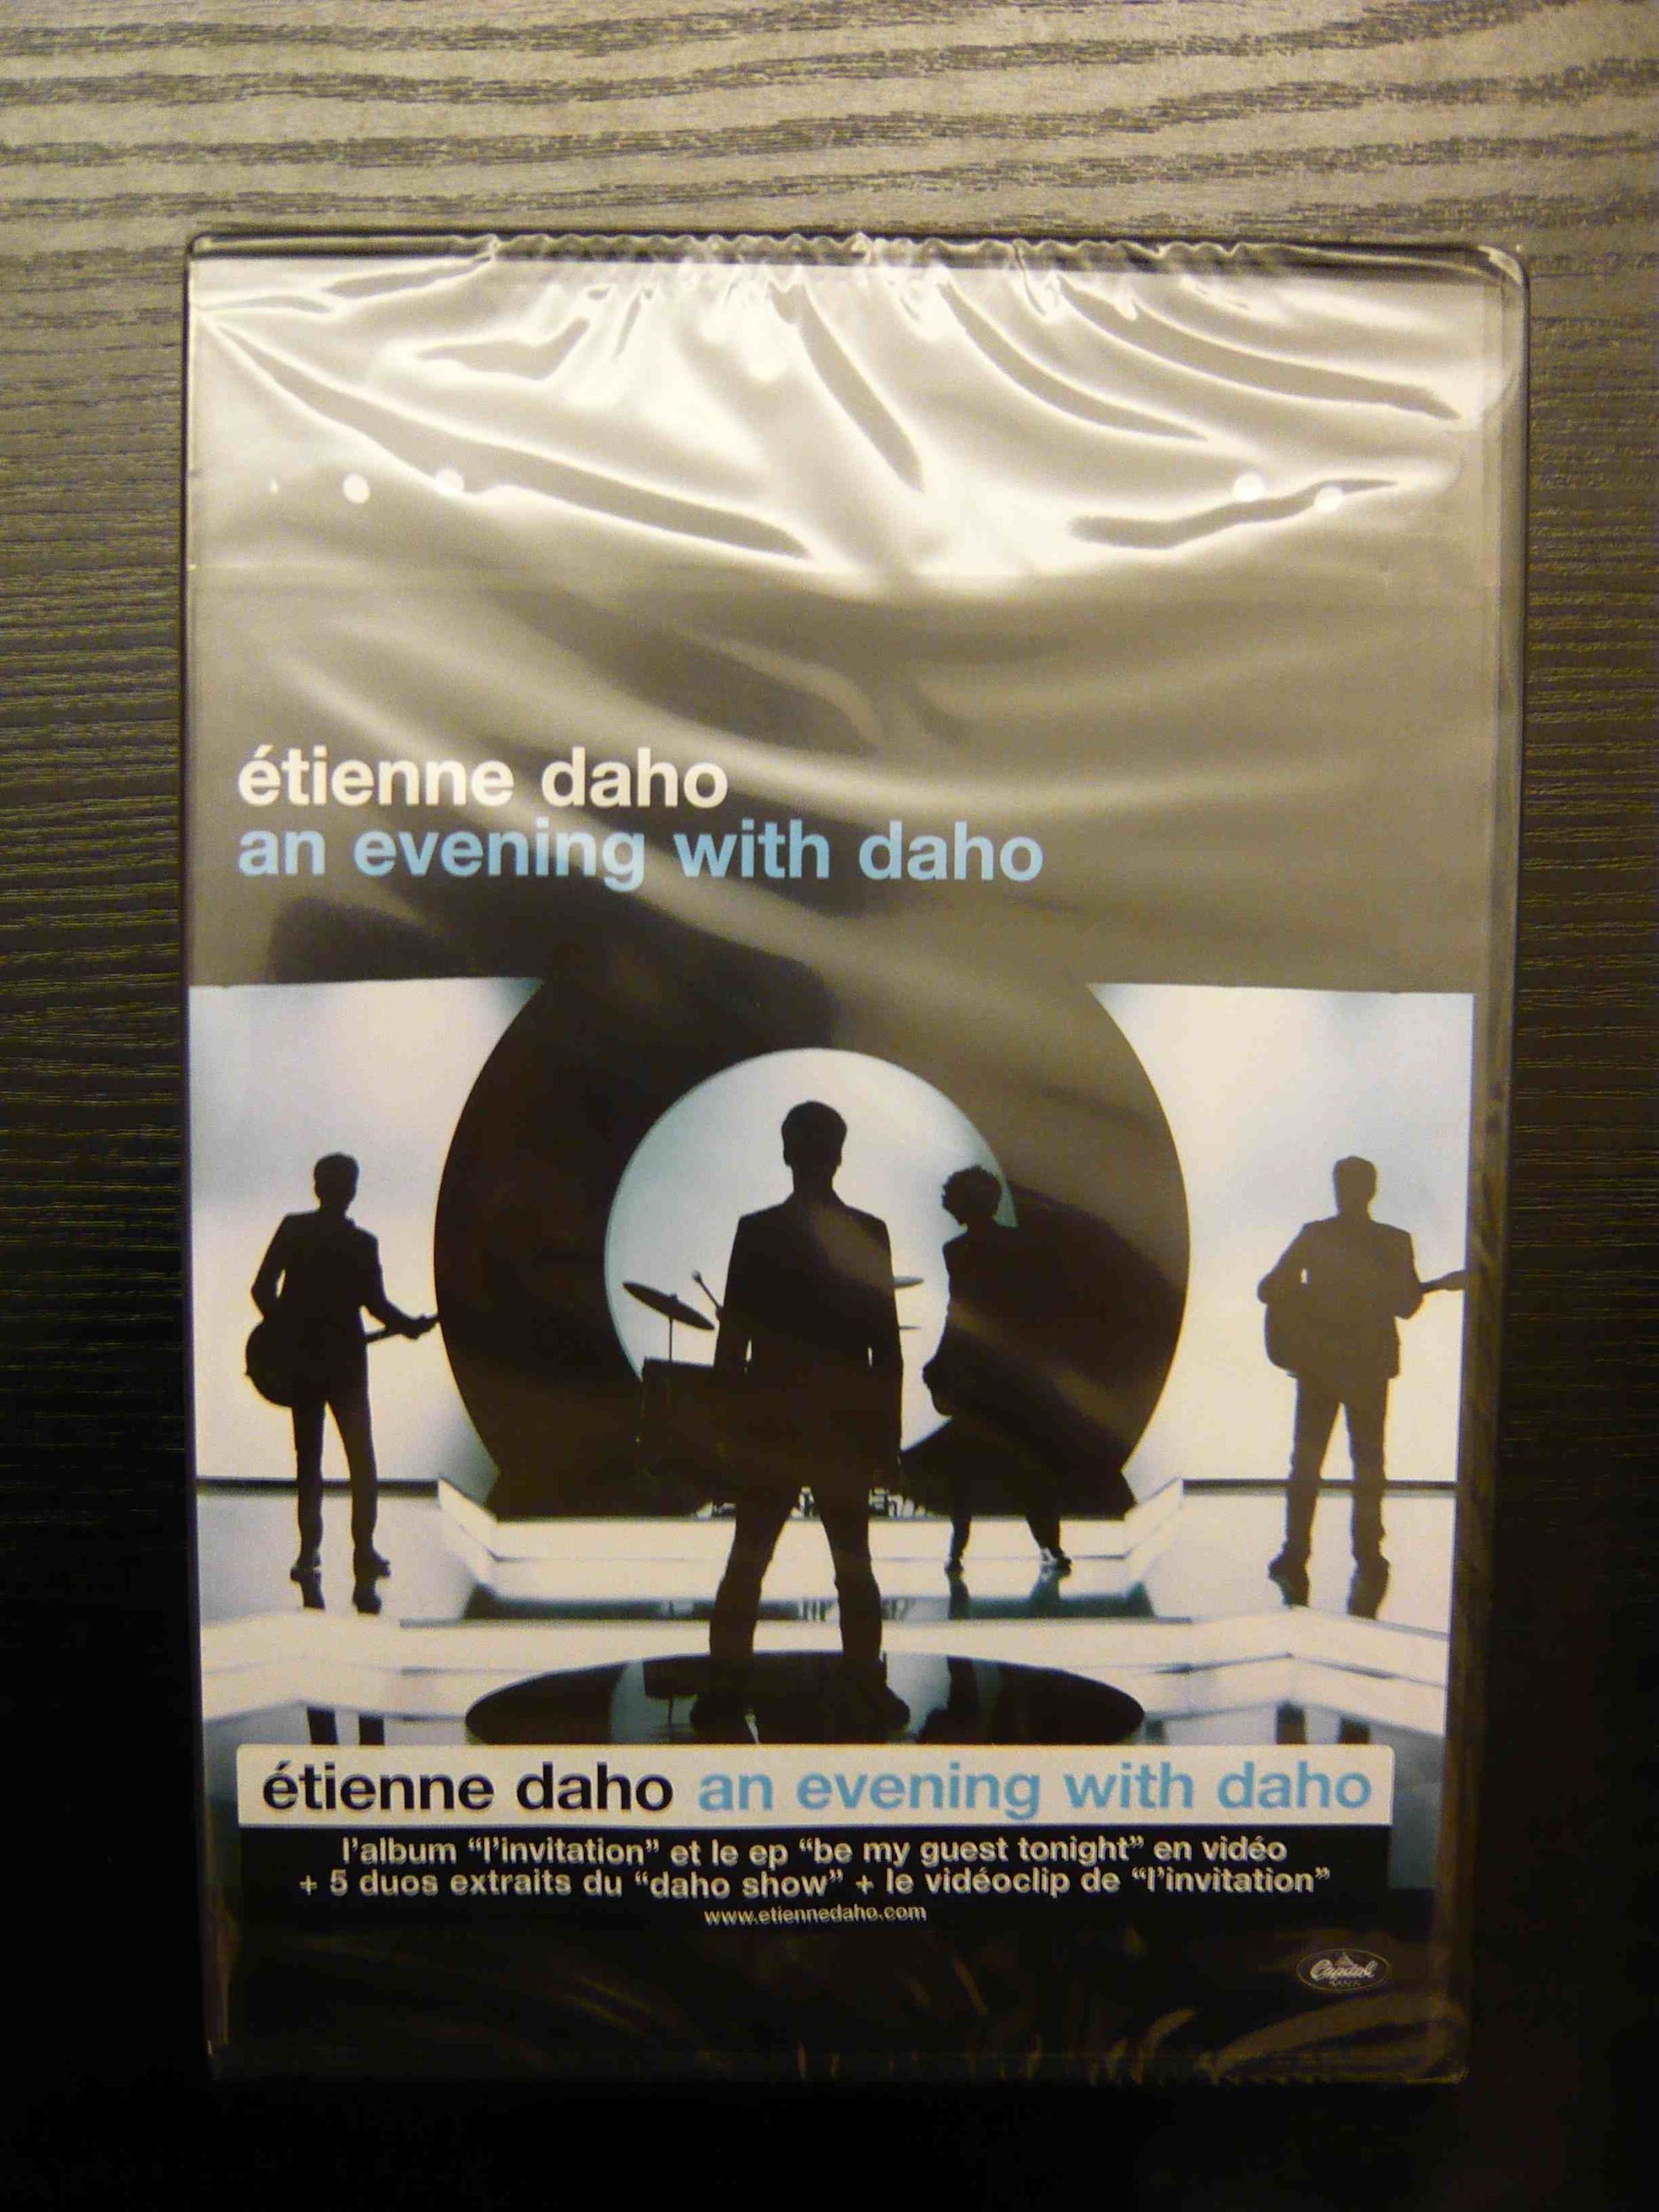 étienne daho
an evening with daho
étienne daho an evening with daho
l'album “l'invitation” et le ep “be my guest tonight” en vidéo
+ 5 duos extraits du “daho show” + le vidéoclip de “l'invitation”
www.etiennedaho.com
Capitol